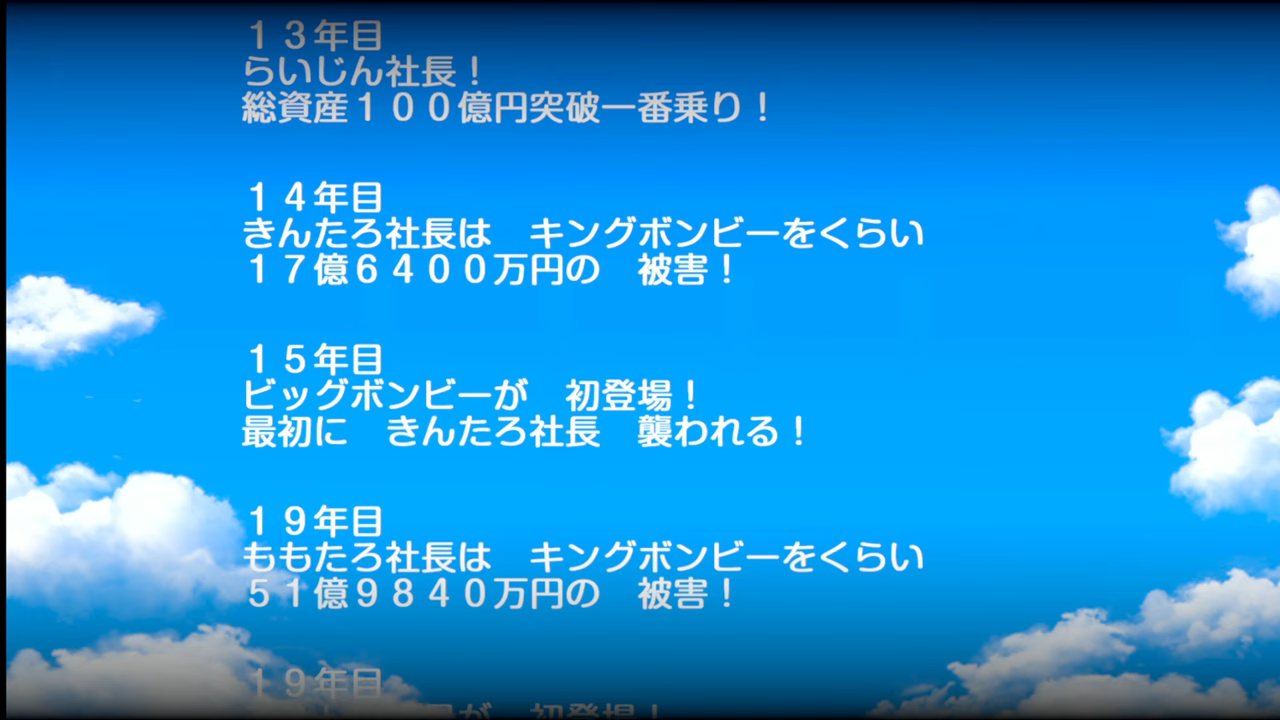 １３年目
らいじん社長！
総資産１００億円突破一番乗り！
１４年目
きんたろ社長は　キングボンビーをくらい
１７億６４００万円の　被害！
１５年目
ビッグボンビーが　初登場！
最初に　きんたろ社長　襲われる！
１９年目
ももたろ社長は　キングボンビーをくらい
５１億９８４０万円の　被害！
１９年目
が　初登場！